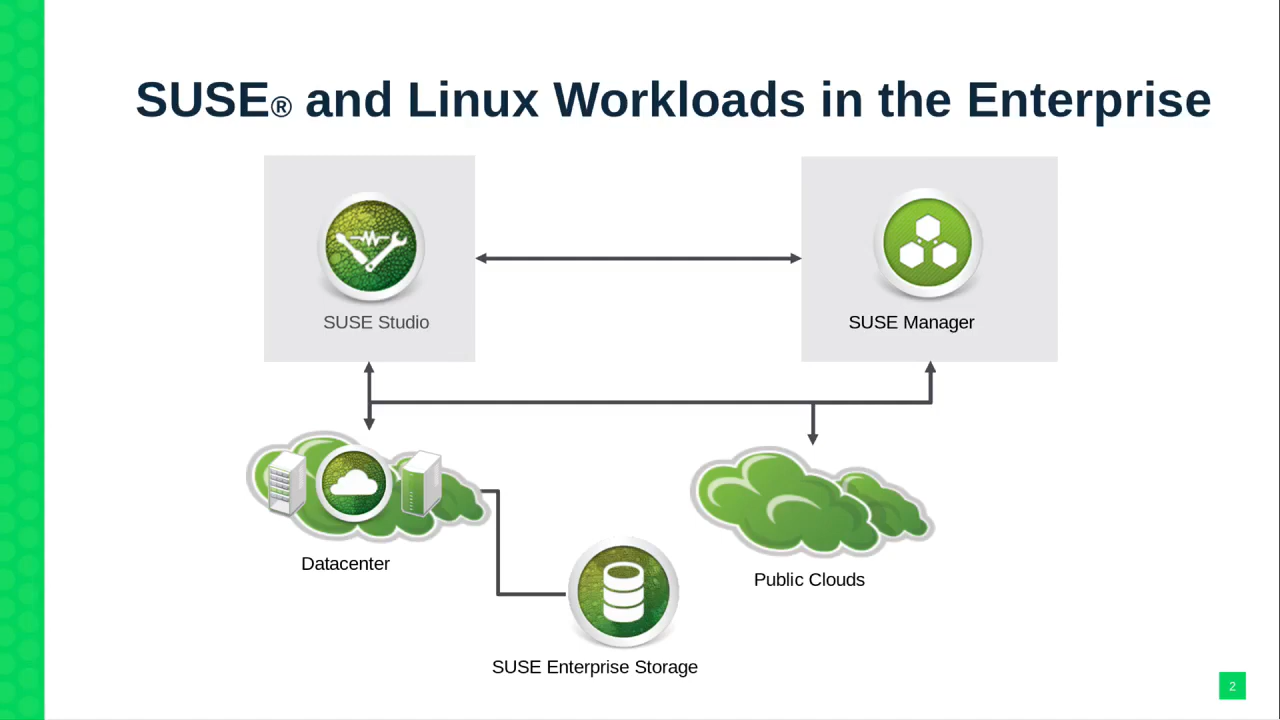 SUSE® and Linux Workloads in the Enterprise
SUSE Studio
SUSE Manager
Datacenter
Public Clouds
SUSE Enterprise Storage
2